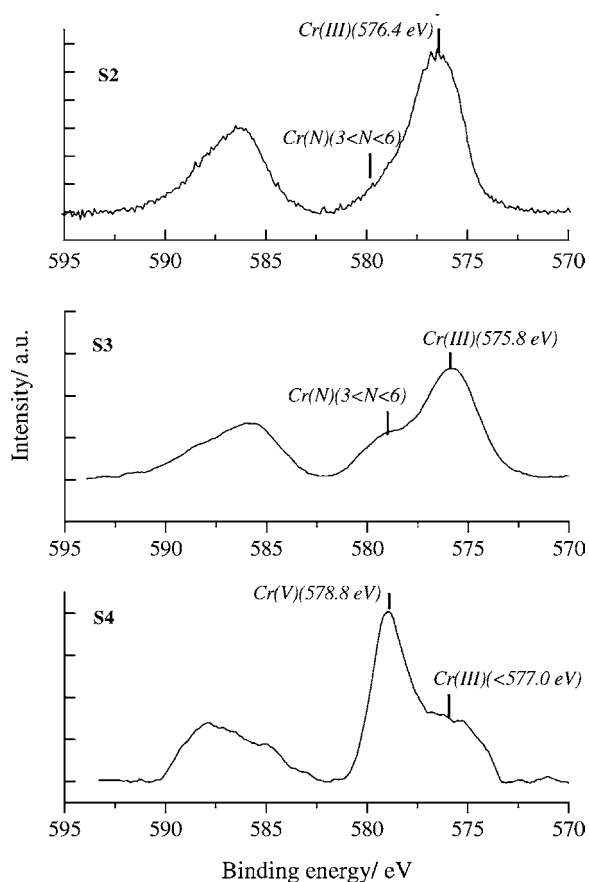 Cr(III)(576.4 eV)
S2
Cr(N)(3<N<6)
595 590 585 580 575 570
S3
Cr(III)(575.8 eV)
Cr(N)(3<N<6)
Intensity/ a.u.
595 590 585 580 575 570
Cr(V)(578.8 eV)
S4
Cr(III)(<577.0 eV)
595 590 585 580 575 570
Binding energy/ eV